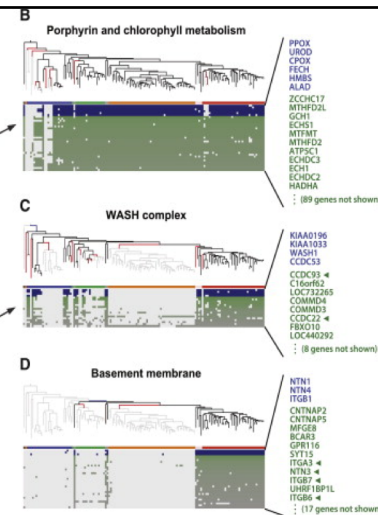 B
Porphyrin and chlorophyll metabolism
PPOX
UROD
CPOX
FECH
HMBS
ALAD
ZCCHC17
MTHFD2L
GCH1
ECHS1
MTFMT
MTHFD2
ATPSC1
ECHDC3
ECH1
ECHDC2
HADHA
(89 genes not shown)
C
WASH complex
KIAA0196
KIAA1033
WASH1
CCDC53
CCDC93
C16orf62
LOC732265
COMMD4
COMMD3
CCDC22
FBXO10
LOC440292
(8 genes not shown)
D
Basement membrane
NTN1
NTN4
ITGB1
CNTNAP2
CNTNAP5
MFGE8
BCAR3
GPR116
SYT15
ITGA3
NTN3
ITGB7
UHRF1BP1L
ITGB6
(17 genes not shown)